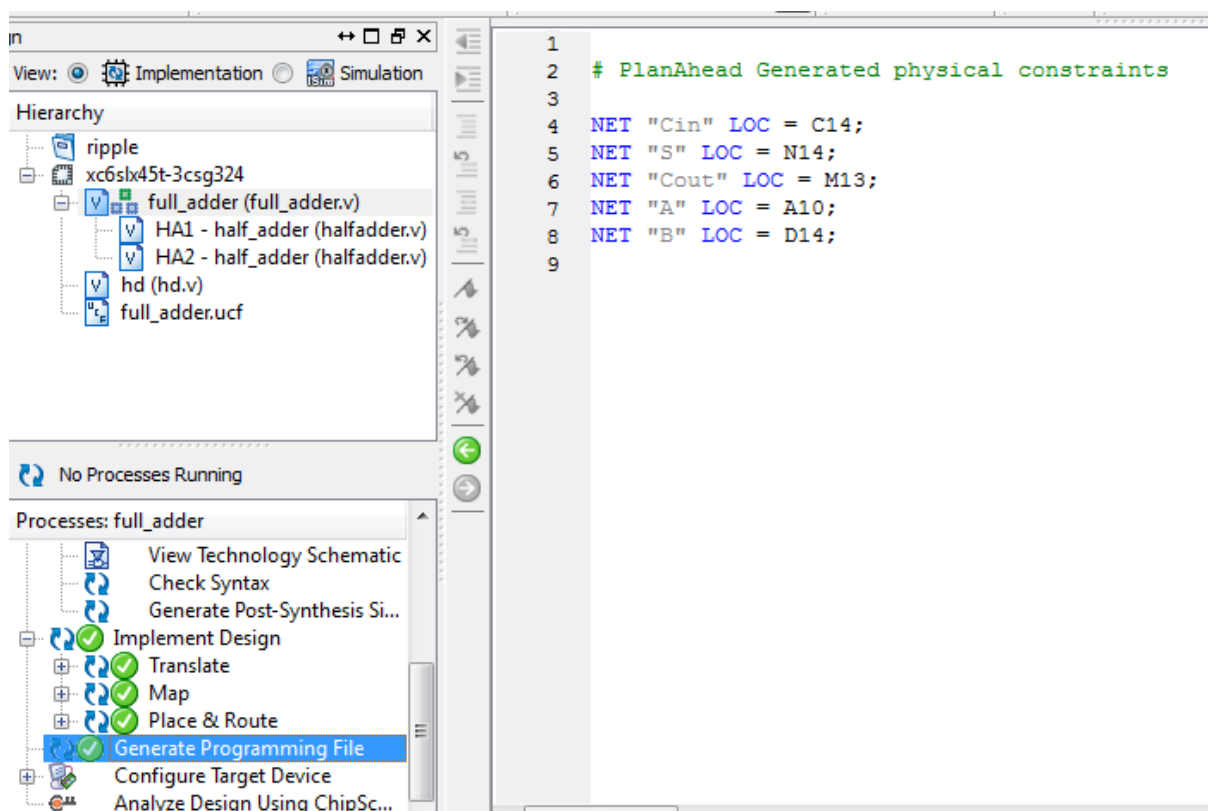 n
View: Implementation Simulation
Hierarchy
ripple
xc6slx45t-3csg324
full_adder (full_adder.v)
HA1 - half_adder (halfadder.v)
HA2 - half_adder (halfadder.v)
hd (hd.v)
full_adder.ucf
No Processes Running
Processes: full_adder
View Technology Schematic
Check Syntax
Generate Post-Synthesis Si...
Implement Design
Translate
Map
Place & Route
Generate Programming File
Configure Target Device
Analyze Design Using ChipSc...
1
2 # PlanAhead Generated physical constraints
3
4 NET "Cin" LOC = C14;
5 NET "S" LOC = N14;
6 NET "Cout" LOC = M13;
7 NET "A" LOC = A10;
8 NET "B" LOC = D14;
9